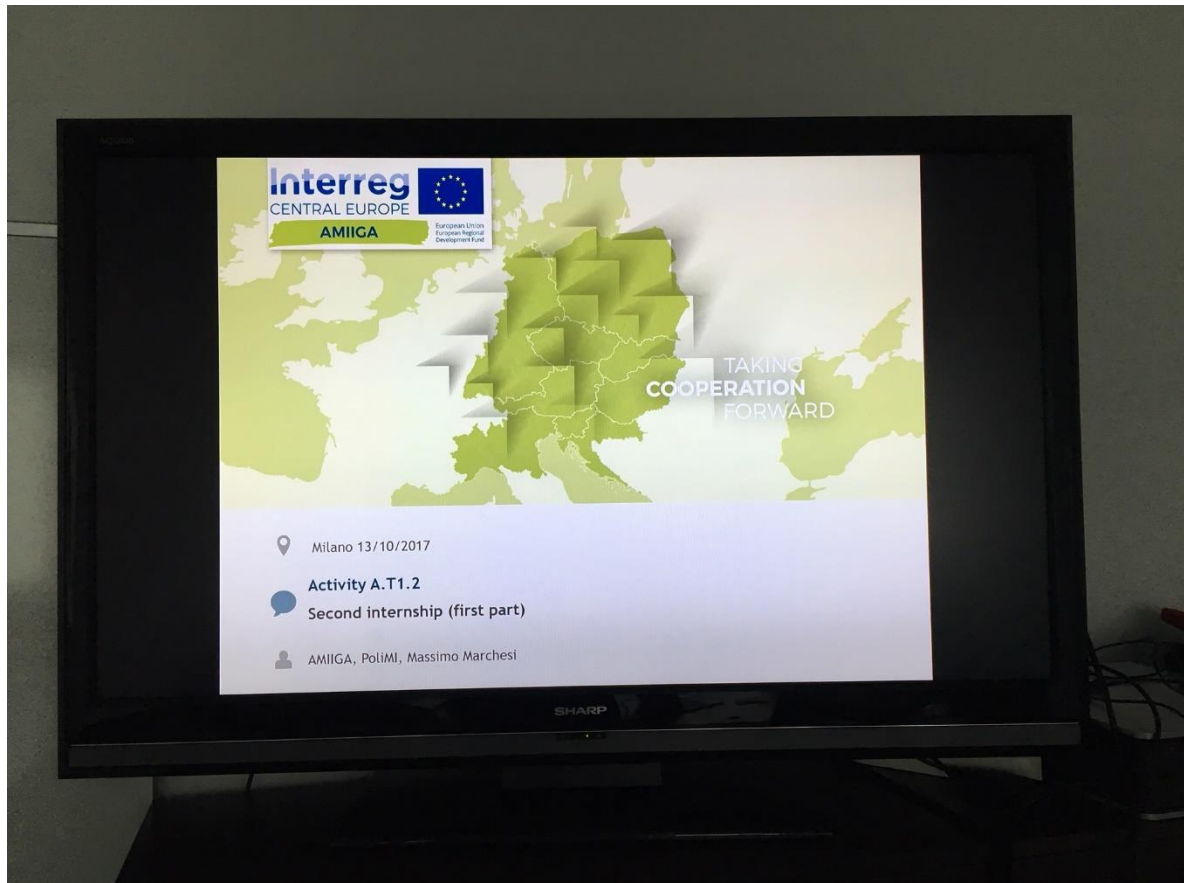 Interreg
CENTRAL EUROPE
AMIIGA
European Union
European Regional
Development Fund
TAKING
COOPERATION
FORWARD
Milano 13/10/2017
Activity A.T1.2
Second internship (first part)
AMIIGA, PoliMI, Massimo Marchesi
SHARP